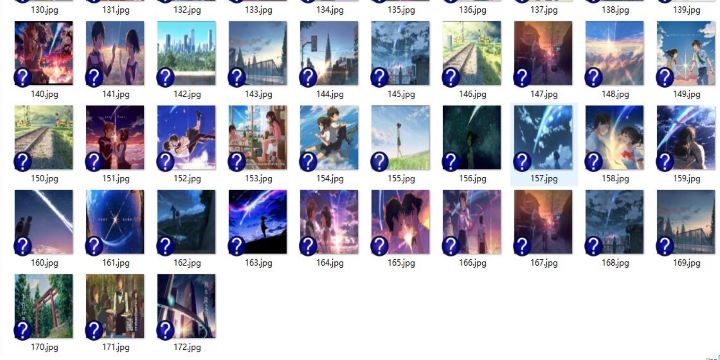 130.jpg 131.jpg 132.jpg 133.jpg 134.jpg 135.jpg 136.jpg 137.jpg 138.jpg 139.jpg
140.jpg 141.jpg 142.jpg 143.jpg 144.jpg 145.jpg 146.jpg 147.jpg 148.jpg 149.jpg
150.jpg 151.jpg 152.jpg 153.jpg 154.jpg 155.jpg 156.jpg 157.jpg 158.jpg 159.jpg
160.jpg 161.jpg 162.jpg 163.jpg 164.jpg 165.jpg 166.jpg 167.jpg 168.jpg 169.jpg
170.jpg 171.jpg 172.jpg